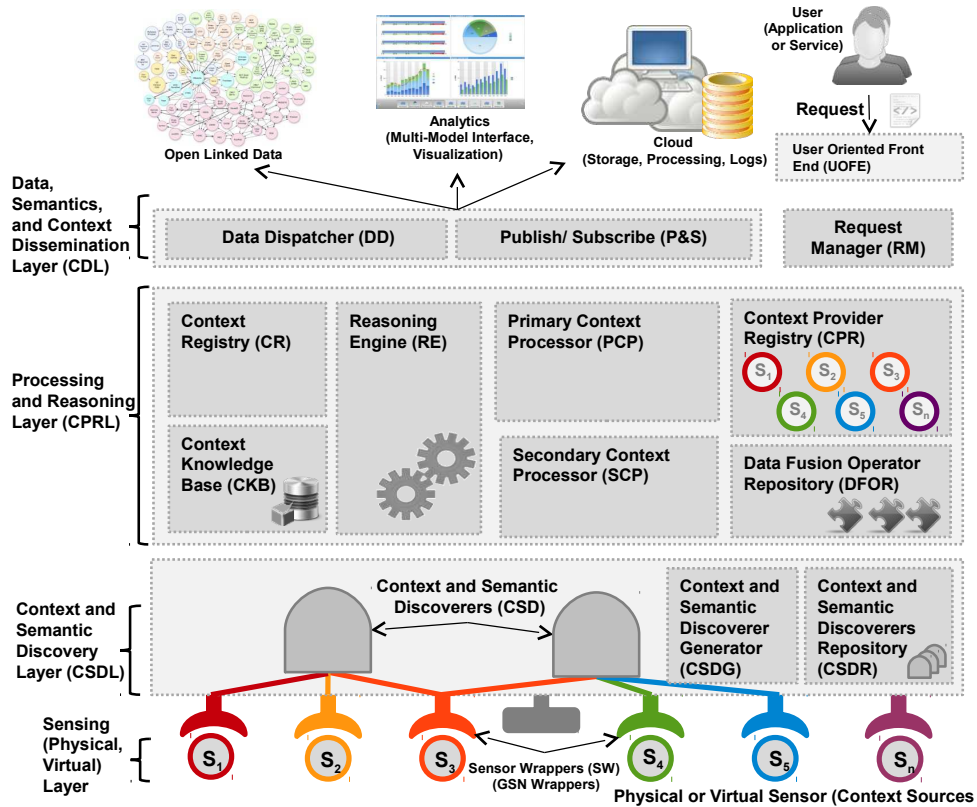 User
(Application
or Service)
Request
</>
Open Linked Data
Analytics
(Multi-Model Interface,
Visualization)
Cloud
(Storage, Processing, Logs)
User Oriented Front
End (UOFE)
Data,
Semantics,
and Context
Dissemination
Layer (CDL)
Data Dispatcher (DD)
Publish/ Subscribe (P&S)
Request
Manager (RM)
Processing
and Reasoning
Layer (CPRL)
Context
Registry (CR)
Reasoning
Engine (RE)
Primary Context
Processor (PCP)
Context Provider
Registry (CPR)
S1
S2
S3
S4
S5
Sn
Context
Knowledge
Base (CKB)
Secondary Context
Processor (SCP)
Data Fusion Operator
Repository (DFOR)
Context and
Semantic
Discovery
Layer (CSDL)
Context and Semantic
Discoverers (CSD)
Context and
Semantic
Discoverer
Generator
(CSDG)
Context and
Semantic
Discoverers
Repository
(CSDR)
Sensing
(Physical,
Virtual)
Layer
S1
S2
S3
S4
S5
Sn
Sensor Wrappers (SW)
(GSN Wrappers)
Physical or Virtual Sensor (Context Sources